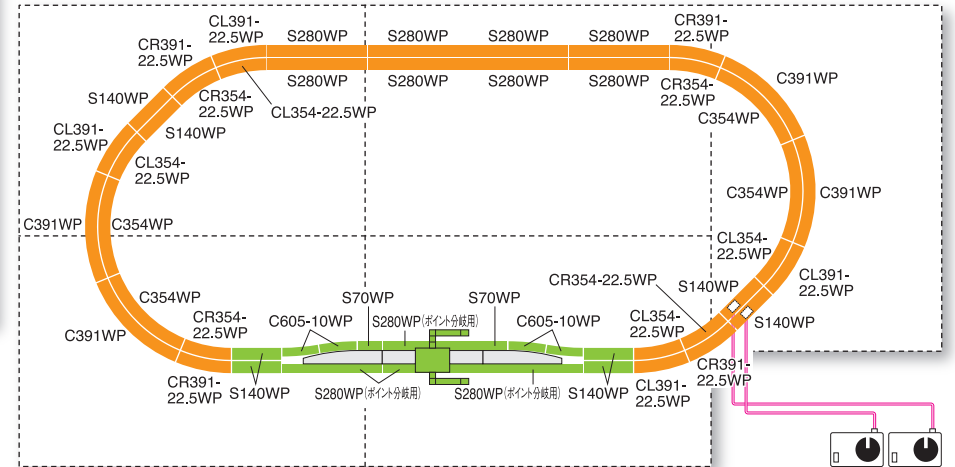 CL391-
22.5WP
S280WP
S280WP
S280WP
S280WP
CR391-
22.5WP
CR391-
22.5WP
S280WP
S280WP
S280WP
S280WP
C391WP
S140WP
CR354-
22.5WP
CL354-22.5WP
CR354-
22.5WP
C354WP
CL391-
22.5WP
S140WP
CL354-
22.5WP
C391WP
C354WP
C354WP
C391WP
CL354-
22.5WP
CR354-22.5WP
S140WP
CL391-
22.5WP
C354WP
CR354-
22.5WP
C391WP
S70WP
S70WP
C605-10WP
S280WP(ポイント分岐用)
C605-10WP
CL354-
22.5WP
S140WP
CR391-
22.5WP
CR391-
22.5WP
S140WP
S280WP(ポイント分岐用)
S280WP(ポイント分岐用)
S140WP
CL391-
22.5WP